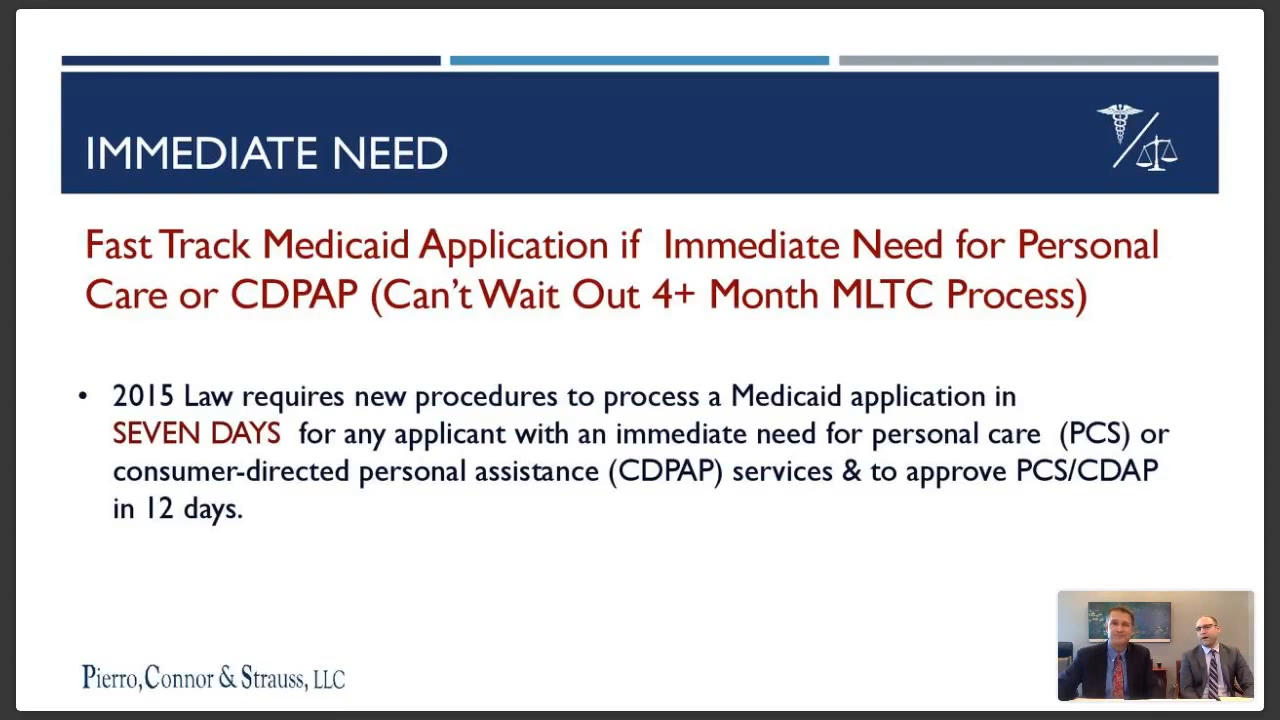 IMMEDIATE NEED
Fast Track Medicaid Application if  Immediate Need for Personal
Care or CDPAP (Can’t Wait Out 4+ Month MLTC Process)
• 2015 Law requires new procedures to process a Medicaid application in
SEVEN DAYS  for any applicant with an immediate need for personal care  (PCS) or
consumer-directed personal assistance (CDPAP) services & to approve PCS/CDAP
in 12 days.
Pierro, Connor & Strauss, LLC